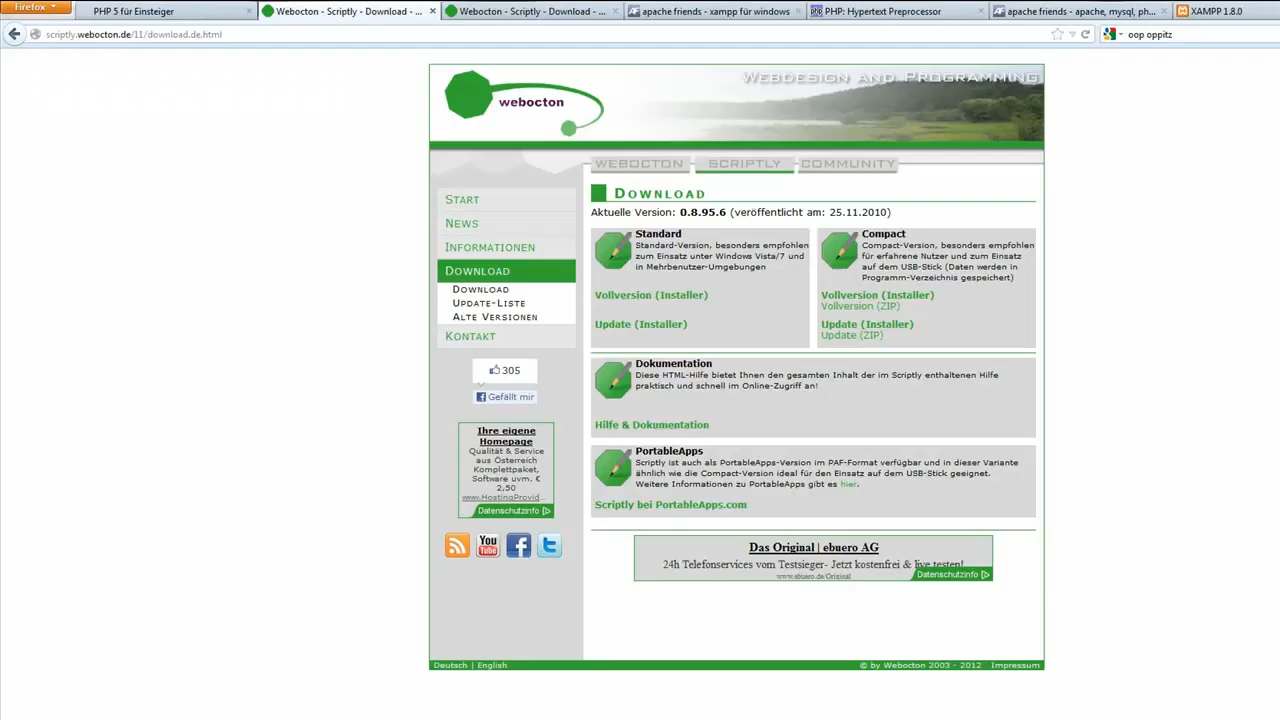 Firefox
PHP 5 für Einsteiger
Webocton - Scriptly - Download - ...
Webocton - Scriptly - Download - ...
apache friends - xampp für windows
PHP: Hypertext Preprocessor
apache friends - apache, mysql, ph...
XAMPP 1.8.0
scriptly.webocton.de/11/download.de.html
oop oppitz
webocton
Webdesign and Programming
WEBOCTON
SCRIPTLY
COMMUNITY
START
NEWS
INFORMATIONEN
DOWNLOAD
DOWNLOAD
UPDATE-LISTE
ALTE VERSIONEN
KONTAKT
305
Gefällt mir
Ihre eigene
Homepage
Qualität & Service
aus Österreich
Komplettpaket,
Software uvm. €
2,50
www.HostingProvid...
Datenschutzinfo
You
Tube
DOWNLOAD
Aktuelle Version: 0.8.95.6 (veröffentlicht am: 25.11.2010)
Standard
Standard-Version, besonders empfohlen
zum Einsatz unter Windows Vista/7 und
in Mehrbenutzer-Umgebungen
Vollversion (Installer)
Update (Installer)
Compact
Compact-Version, besonders empfohlen
für erfahrene Nutzer und zum Einsatz
auf dem USB-Stick (Daten werden in
Programm-Verzeichnis gespeichert)
Vollversion (Installer)
Vollversion (ZIP)
Update (Installer)
Update (ZIP)
Dokumentation
Diese HTML-Hilfe bietet Ihnen den gesamten Inhalt der im Scriptly enthaltenen Hilfe
praktisch und schnell im Online-Zugriff an!
Hilfe & Dokumentation
PortableApps
Scriptly ist auch als PortableApps-Version im PAF-Format verfügbar und in dieser Variante
ähnlich wie die Compact-Version ideal für den Einsatz auf dem USB-Stick geeignet.
Weitere Informationen zu PortableApps gibt es hier.
Scriptly bei PortableApps.com
Das Original | ebuero AG
24h Telefonservices vom Testsieger- Jetzt kostenfrei & live testen!
www.ebuero.de/Original
Datenschutzinfo
Deutsch | English
© by Webocton 2003 - 2012 Impressum